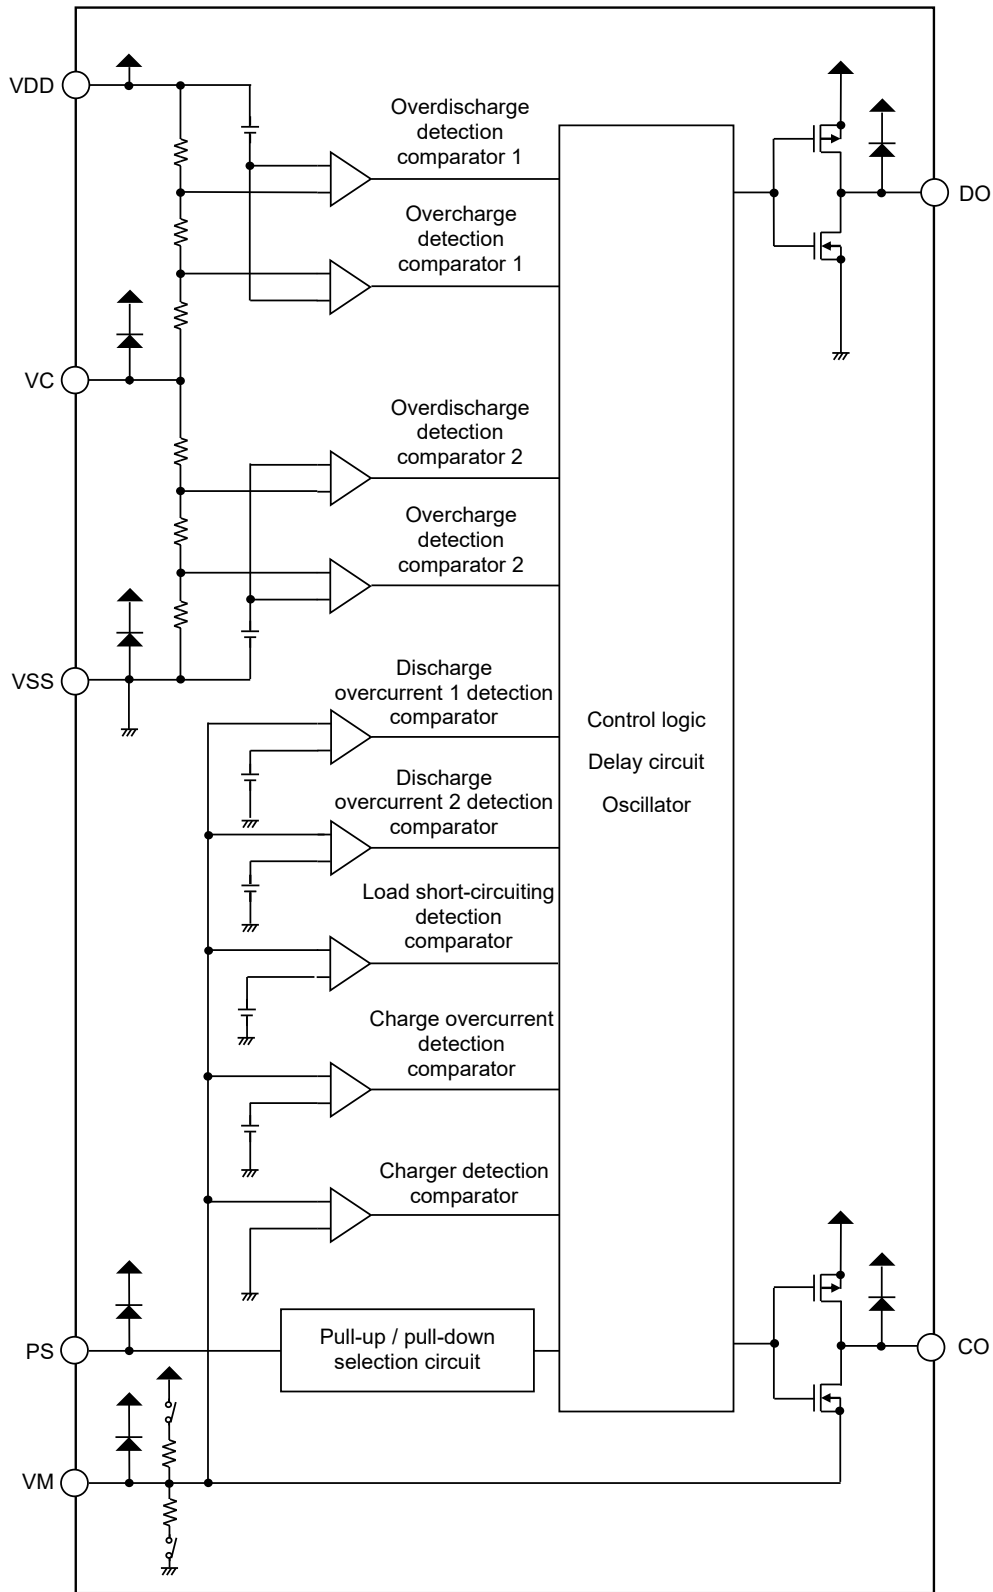 VDD
Overdischarge
detection
comparator 1
DO
Overcharge
detection
comparator 1
VC
Overdischarge
detection
comparator 2
Overcharge
detection
comparator 2
VSS
Discharge
overcurrent 1 detection
comparator
Control logic
Delay circuit
Oscillator
Discharge
overcurrent 2 detection
comparator
Load short-circuiting
detection
comparator
Charge overcurrent
detection
comparator
Charger detection
comparator
PS
Pull-up / pull-down
selection circuit
CO
VM